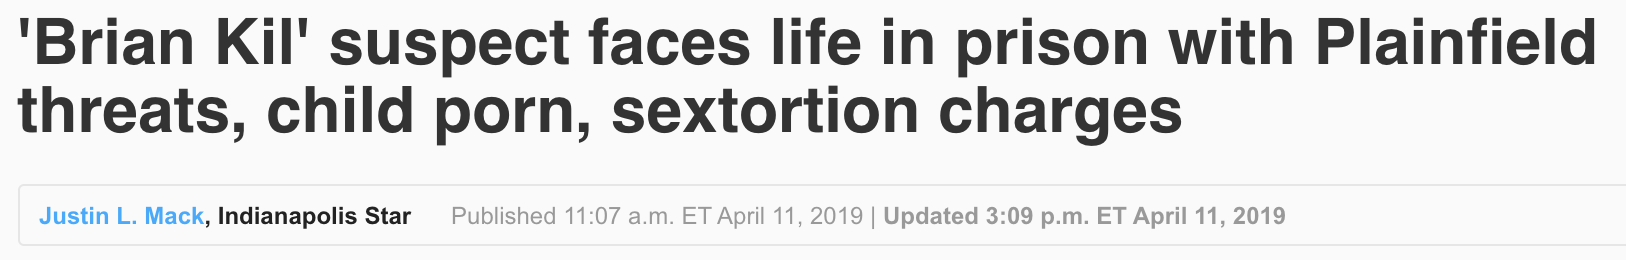 'Brian Kil' suspect faces life in prison with Plainfield
threats, child porn, sextortion charges
Justin L. Mack, Indianapolis Star Published 11:07 a.m. ET April 11, 2019 | Updated 3:09 p.m. ET April 11, 2019